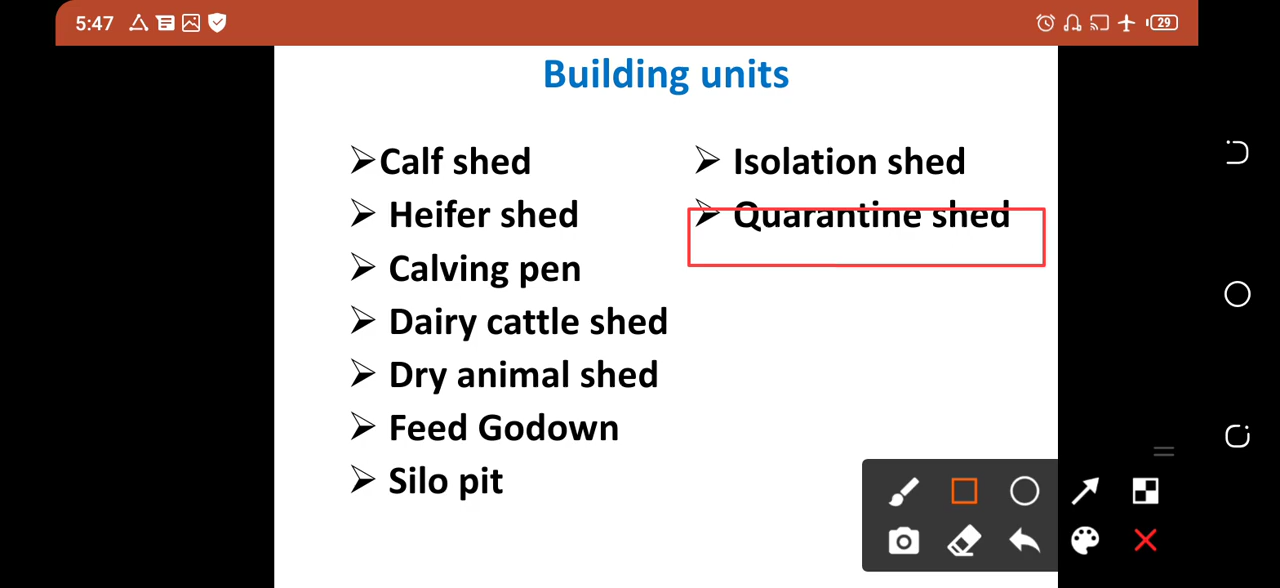 5:47
29
Building units
Calf shed
Heifer shed
Calving pen
Dairy cattle shed
Dry animal shed
Feed Godown
Silo pit
Isolation shed
Quarantine shed